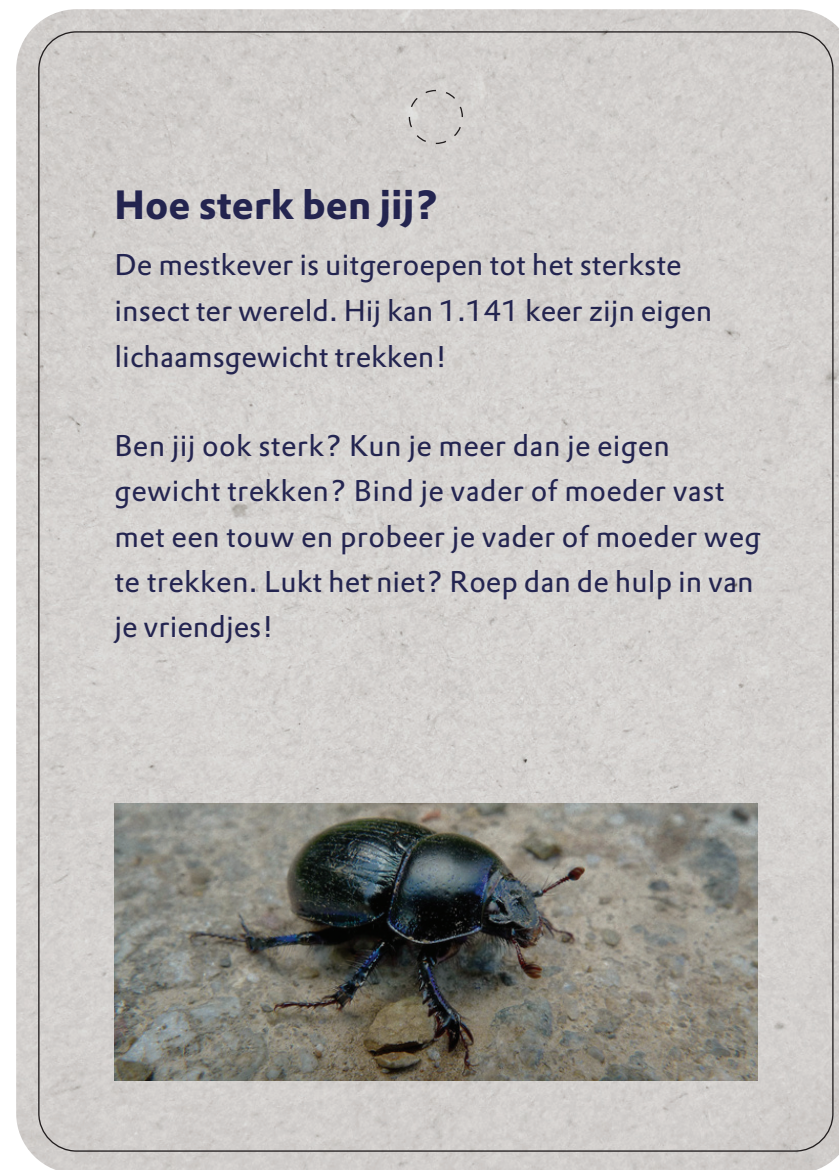 Hoe sterk ben jij?
De mestkever is uitgeroepen tot het sterkste
insect ter wereld. Hij kan 1.141 keer zijn eigen
lichaamsgewicht trekken!
Ben jij ook sterk? Kun je meer dan je eigen
gewicht trekken? Bind je vader of moeder vast
met een touw en probeer je vader of moeder weg
te trekken. Lukt het niet? Roep dan de hulp in van
je vriendjes!